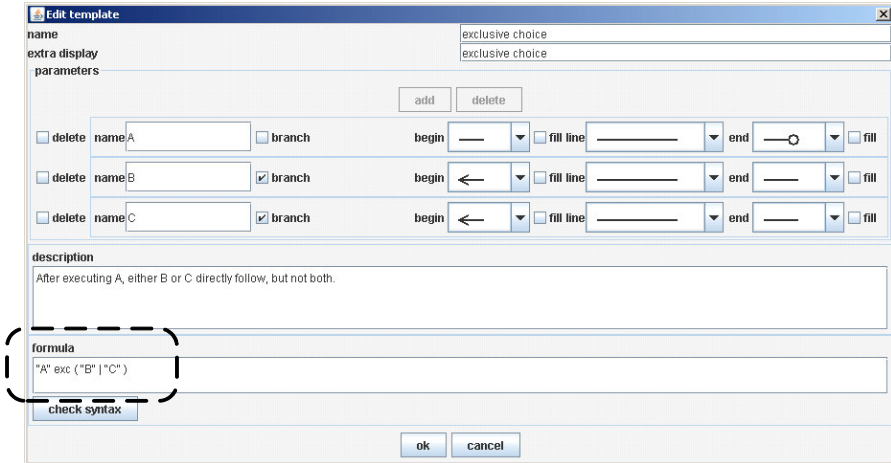 Edit template
name exclusive choice
extra display exclusive choice
parameters
add delete
delete name A branch begin fill line end fill
delete name B branch begin fill line end fill
delete name C branch begin fill line end fill
description
After executing A, either B or C directly follow, but not both.
formula
"A" exc ( "B" | "C" )
check syntax
ok cancel